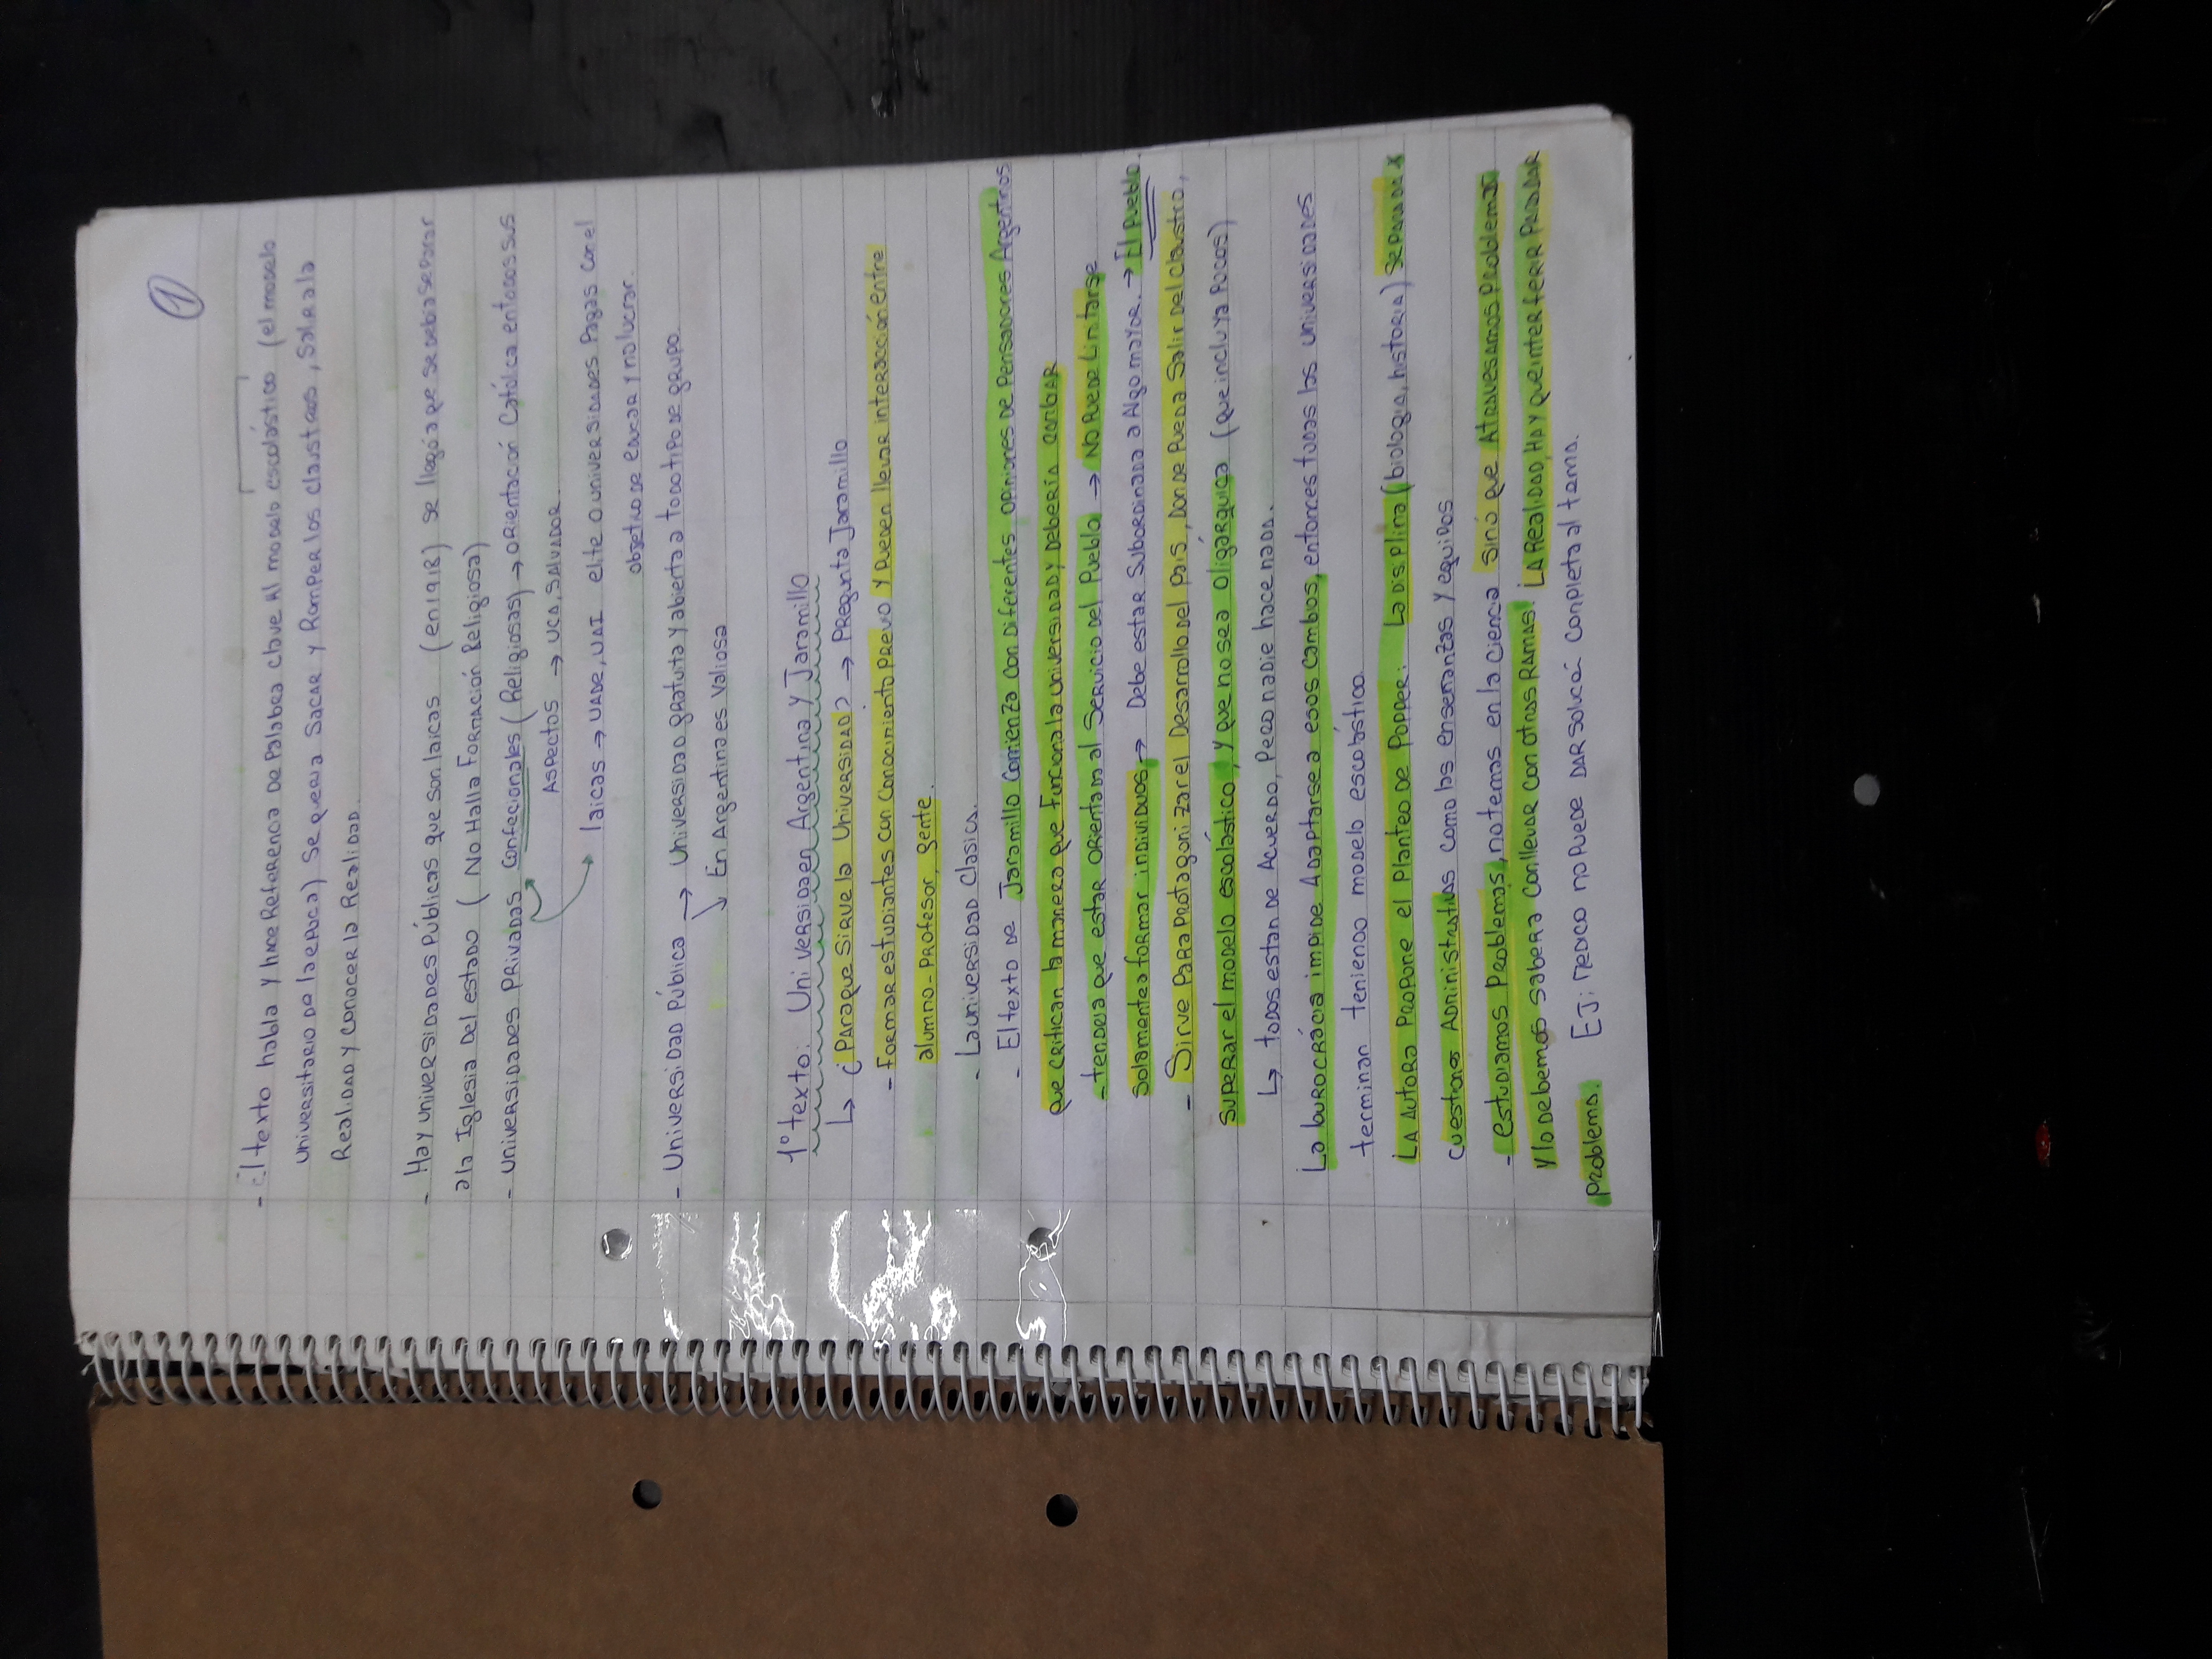 1
- El texto habla y hace Referencia de palabra clave al modelo escolástico (el modelo
universitario de la epoca) se queria sacar y Romper los claustros, salir a la
Realidad y conocer la Realidad.
- Hay universidades Públicas que son laicas (en 1918) se llegó a que se debia separar
a la Iglesia del estado (No Halla Formación Religiosa)
- Universidades Privadas Confecionales (Religiosas) → orientación Católica en todos sus
Aspectos → UCA, SALVADOR.
laicas → UADE, UAI elite o universidades Pagas con el
objetivo de educar y no lucrar.
- Universidad Pública → Universidad gratuita y abierta a todo tipo de grupo.
↓ En Argentina es Valiosa
1° texto: Universidaen Argentina y Jaramillo
↳ ¿Para que Sirve la Universidad? → Pregunta Jaramillo
- Formar estudiantes con conocimiento previo y pueden llevar interacción entre
alumno - profesor, gente.
- La universidad Clasica.
- El texto de Jaramillo comienza con diferentes opiniones de pensadores Argentinos
que critican la manera que funciona la universidad y debería cambiar
- tendria que estar orientada al Servicio del Pueblo → No Puede Limitarse
solamente a formar individuos → Debe estar Subordinada a Algo mayor. → El pueblo.
- Sirve para protagonizar el Desarrollo del país, donde pueda salir del claustro,
superar el modelo escolástico, y que no sea oligárquica (que incluya pocos)
↳ todos estan de Acuerdo, pero nadie hace nada.
La burocrácia impide Adaptarse a esos cambios, entonces todas las universidades
terminan teniendo modelo escolástico.
LA Autora propone el Planteo de Popper: La displina (biologia, historia) separada x
cuestiones Administrativas como las enseñanzas y equipos
- estudiamos Problemas, no temas en la ciencia sinó que Atravesamos Problemas
y lo debemos saber a conllevar con otras Ramas. LA Realidad, Hay que interferir para dar
problema. EJ: Medico no puede DAR solución completa al tema.